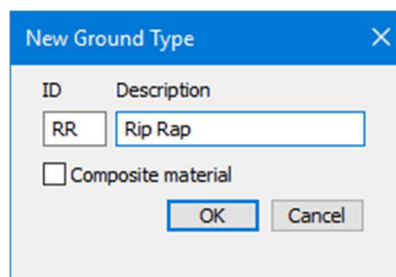 New Ground Type
ID Description
RR Rip Rap
Composite material
OK Cancel